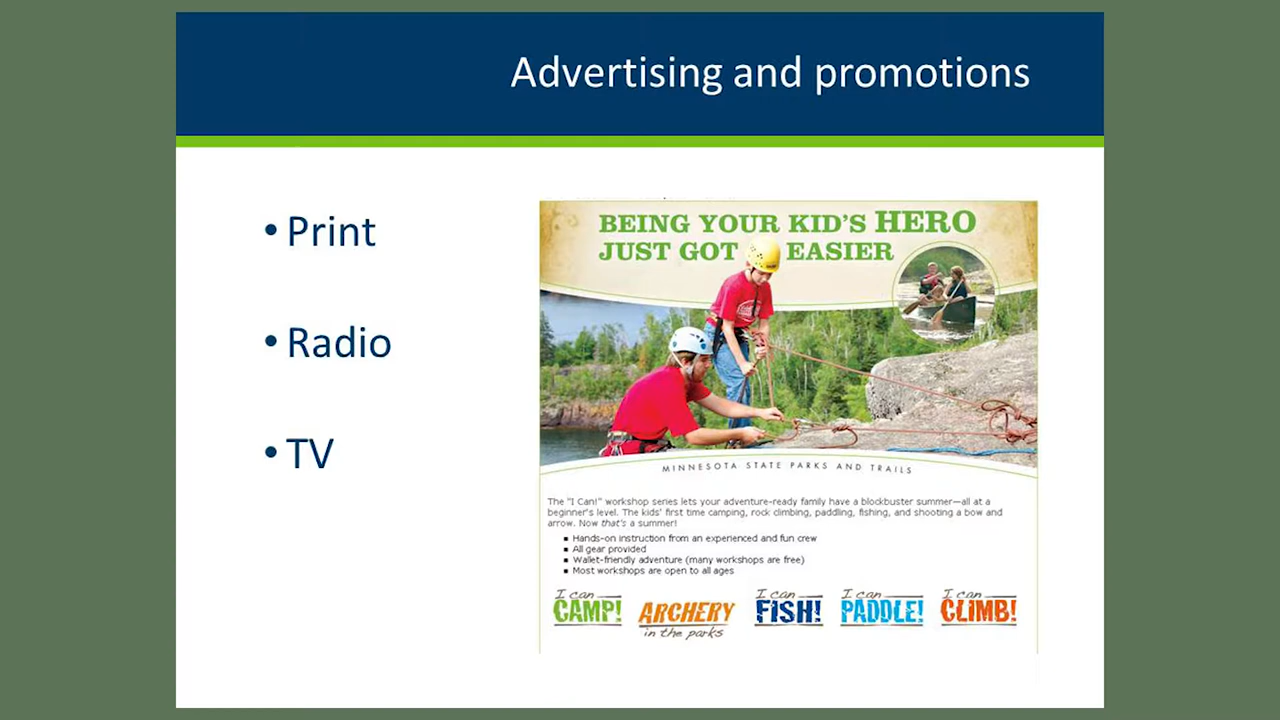 Advertising and promotions
• Print
• Radio
• TV
BEING YOUR KID'S HERO
JUST GOT EASIER
MINNESOTA STATE PARKS AND TRAILS
The "I Can!" workshop series lets your adventure-ready family have a blockbuster summer—all at a
beginner's level. The kids' first time camping, rock climbing, paddling, fishing, and shooting a bow and
arrow. Now that's a summer!
▪ Hands-on instruction from an experienced and fun crew
▪ All gear provided
▪ Wallet-friendly adventure (many workshops are free)
▪ Most workshops are open to all ages
I can
CAMP!
ARCHERY
in the parks
I can
FISH!
I can
PADDLE!
I can
CLIMB!